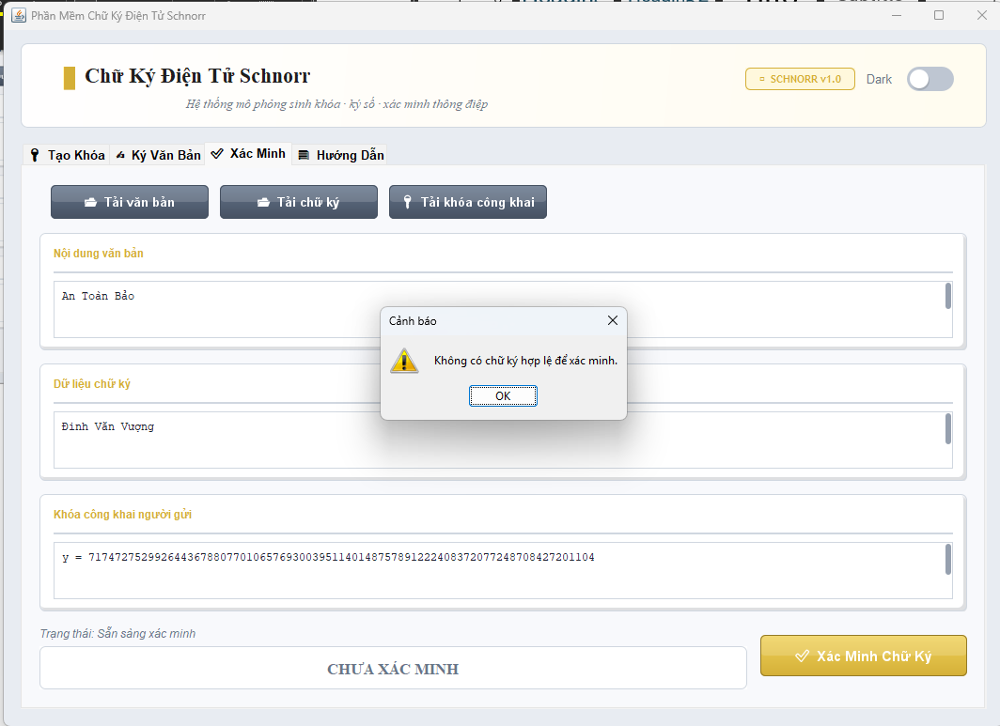 Phần Mềm Chữ Ký Điện Tử Schnorr
Chữ Ký Điện Tử Schnorr
SCHNORR v1.0
Dark
Hệ thống mô phỏng sinh khóa · ký số · xác minh thông điệp
Tạo Khóa
Ký Văn Bản
Xác Minh
Hướng Dẫn
Tải văn bản
Tải chữ ký
Tải khóa công khai
Nội dung văn bản
An Toàn Bảo
Cảnh báo
Không có chữ ký hợp lệ để xác minh.
OK
Dữ liệu chữ ký
Đinh Văn Vượng
Khóa công khai người gửi
y = 71747275299264436788077010657693003951140148757891222408372077248708427201104
Trạng thái: Sẵn sàng xác minh
CHƯA XÁC MINH
Xác Minh Chữ Ký